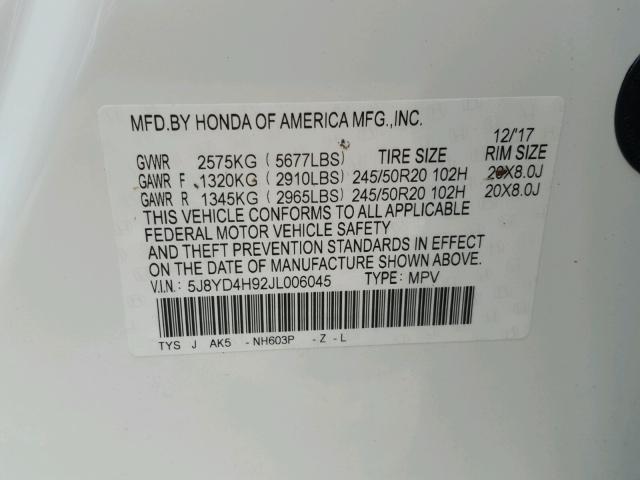 MFD.BY HONDA OF AMERICA MFG.,INC.
12/'17
GVWR 2575KG (5677LBS) TIRE SIZE RIM SIZE
GAWR F 1320KG (2910LBS) 245/50R20 102H 20X8.0J
GAWR R 1345KG (2965LBS) 245/50R20 102H 20X8.0J
THIS VEHICLE CONFORMS TO ALL APPLICABLE
FEDERAL MOTOR VEHICLE SAFETY
AND THEFT PREVENTION STANDARDS IN EFFECT
ON THE DATE OF MANUFACTURE SHOWN ABOVE.
V.I.N.: 5J8YD4H92JL006045 TYPE: MPV
TYS J AK5 -NH603P -Z -L